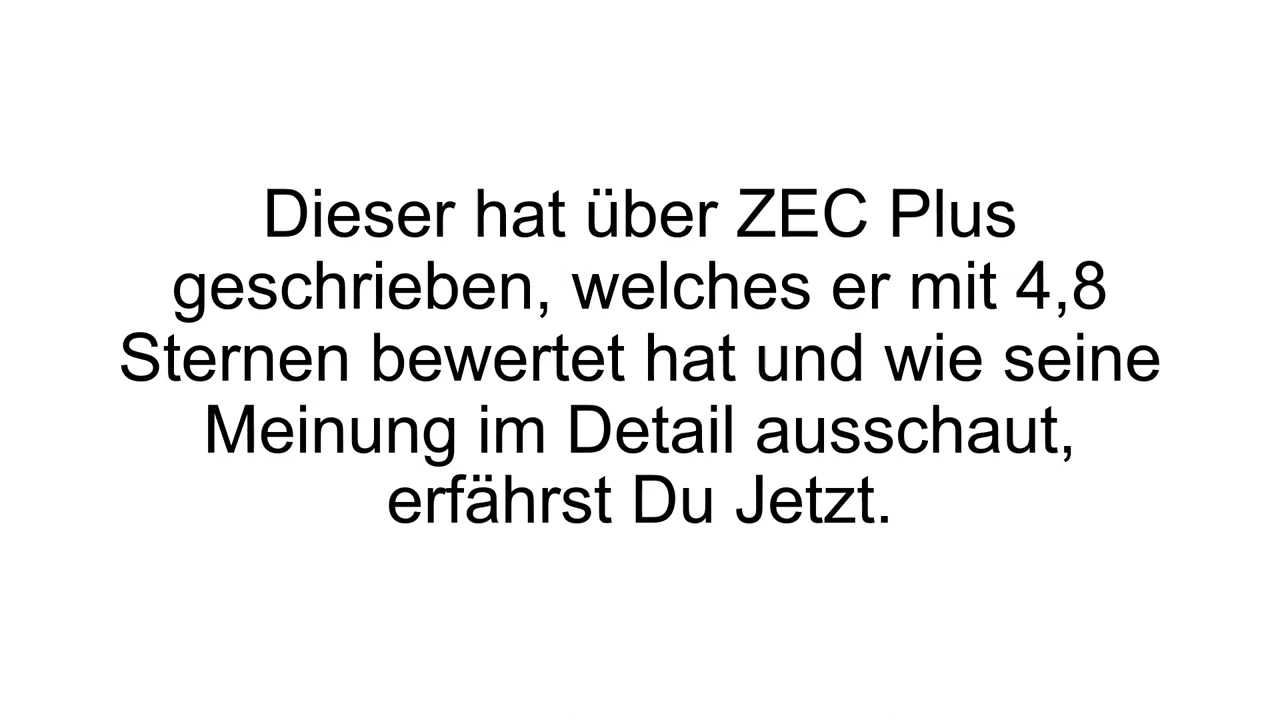 Dieser hat über ZEC Plus
geschrieben, welches er mit 4,8
Sternen bewertet hat und wie seine
Meinung im Detail ausschaut,
erfährst Du Jetzt.